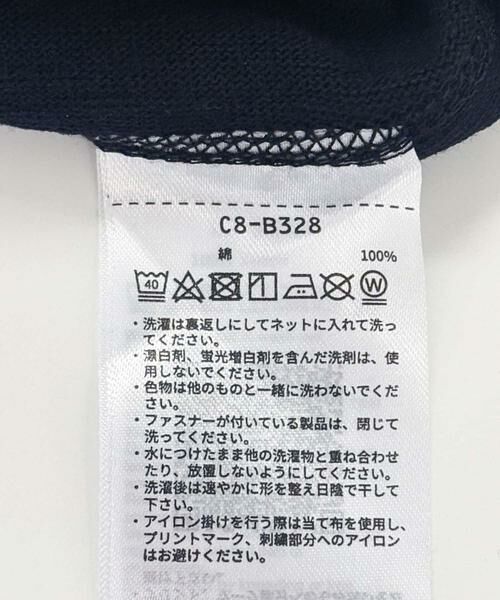 C8-B328
綿 100%
40 W
・洗濯は裏返しにしてネットに入れて洗っ
てください。
・漂白剤、蛍光増白剤を含んだ洗剤は、使
用しないでください。
・色物は他のものと一緒に洗わないでくだ
さい。
・ファスナーが付いている製品は、閉じて
洗ってください。
・水につけたまま他の洗濯物と重ね合わせ
たり、放置しないようにしてください。
・洗濯後は速やかに形を整え日陰で干して
下さい。
・アイロン掛けを行う際は当て布を使用し、
プリントマーク、刺繍部分へのアイロン
はお避けください。